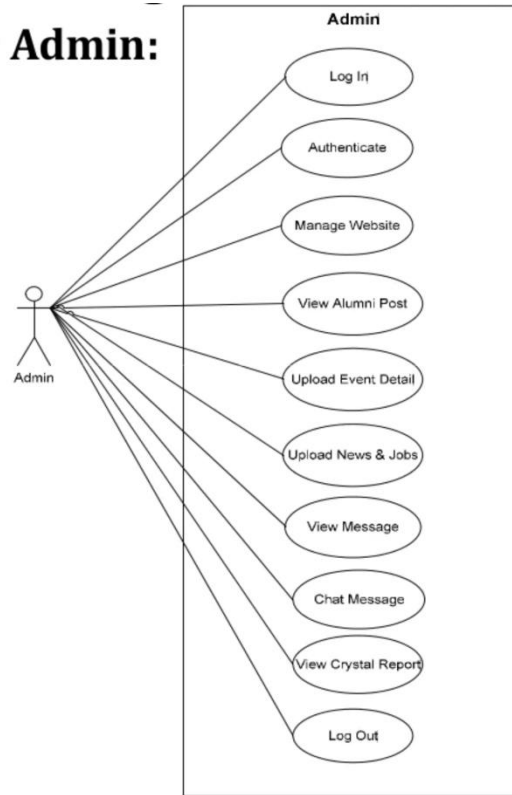 Admin:
Admin
Log In
Authenticate
Manage Website
View Alumni Post
Upload Event Detail
Admin
Upload News & Jobs
View Message
Chat Message
View Crystal Report
Log Out